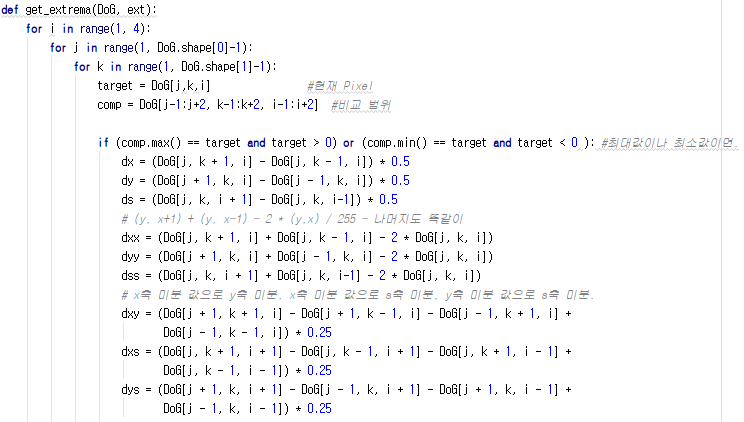 def get_extrema(DoG, ext):
for i in range(1, 4):
for j in range(1, DoG.shape[0]-1):
for k in range(1, DoG.shape[1]-1):
target = DoG[j,k,i] #현재 Pixel
comp = DoG[j-1:j+2, k-1:k+2, i-1:i+2] #비교 범위
if (comp.max() == target and target > 0) or (comp.min() == target and target < 0 ): #최대값이나 최소값이면.
dx = (DoG[j, k + 1, i] - DoG[j, k - 1, i]) * 0.5
dy = (DoG[j + 1, k, i] - DoG[j - 1, k, i]) * 0.5
ds = (DoG[j, k, i + 1] - DoG[j, k, i-1]) * 0.5
# (y, x+1) + (y, x-1) - 2 * (y,x) / 255 - 나머지도 똑같이
dxx = (DoG[j, k + 1, i] + DoG[j, k - 1, i] - 2 * DoG[j, k, i])
dyy = (DoG[j + 1, k, i] + DoG[j - 1, k, i] - 2 * DoG[j, k, i])
dss = (DoG[j, k, i + 1] + DoG[j, k, i-1] - 2 * DoG[j, k, i])
# x축 미분 값으로 y축 미분, x축 미분 값으로 s축 미분, y축 미분 값으로 s축 미분.
dxy = (DoG[j + 1, k + 1, i] - DoG[j + 1, k - 1, i] - DoG[j - 1, k + 1, i] +
DoG[j - 1, k - 1, i]) * 0.25
dxs = (DoG[j, k + 1, i + 1] - DoG[j, k - 1, i + 1] - DoG[j, k + 1, i - 1] +
DoG[j, k - 1, i - 1]) * 0.25
dys = (DoG[j + 1, k, i + 1] - DoG[j - 1, k, i + 1] - DoG[j + 1, k, i - 1] +
DoG[j - 1, k, i - 1]) * 0.25